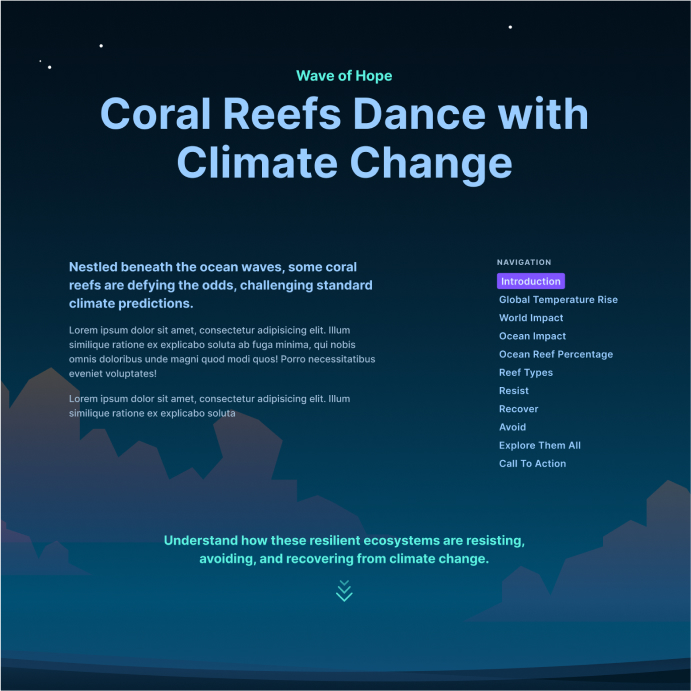 Wave of Hope
Coral Reefs Dance with
Climate Change
Nestled beneath the ocean waves, some coral
reefs are defying the odds, challenging standard
climate predictions.
Lorem ipsum dolor sit amet, consectetur adipisicing elit. Illum
similique ratione ex explicabo soluta ab fuga minima, qui nobis
omnis doloribus unde magni quod modi quos! Porro necessitatibus
eveniet voluptates!
Lorem ipsum dolor sit amet, consectetur adipisicing elit. Illum
similique ratione ex explicabo soluta
NAVIGATION
Introduction
Global Temperature Rise
World Impact
Ocean Impact
Ocean Reef Percentage
Reef Types
Resist
Recover
Avoid
Explore Them All
Call To Action
Understand how these resilient ecosystems are resisting,
avoiding, and recovering from climate change.